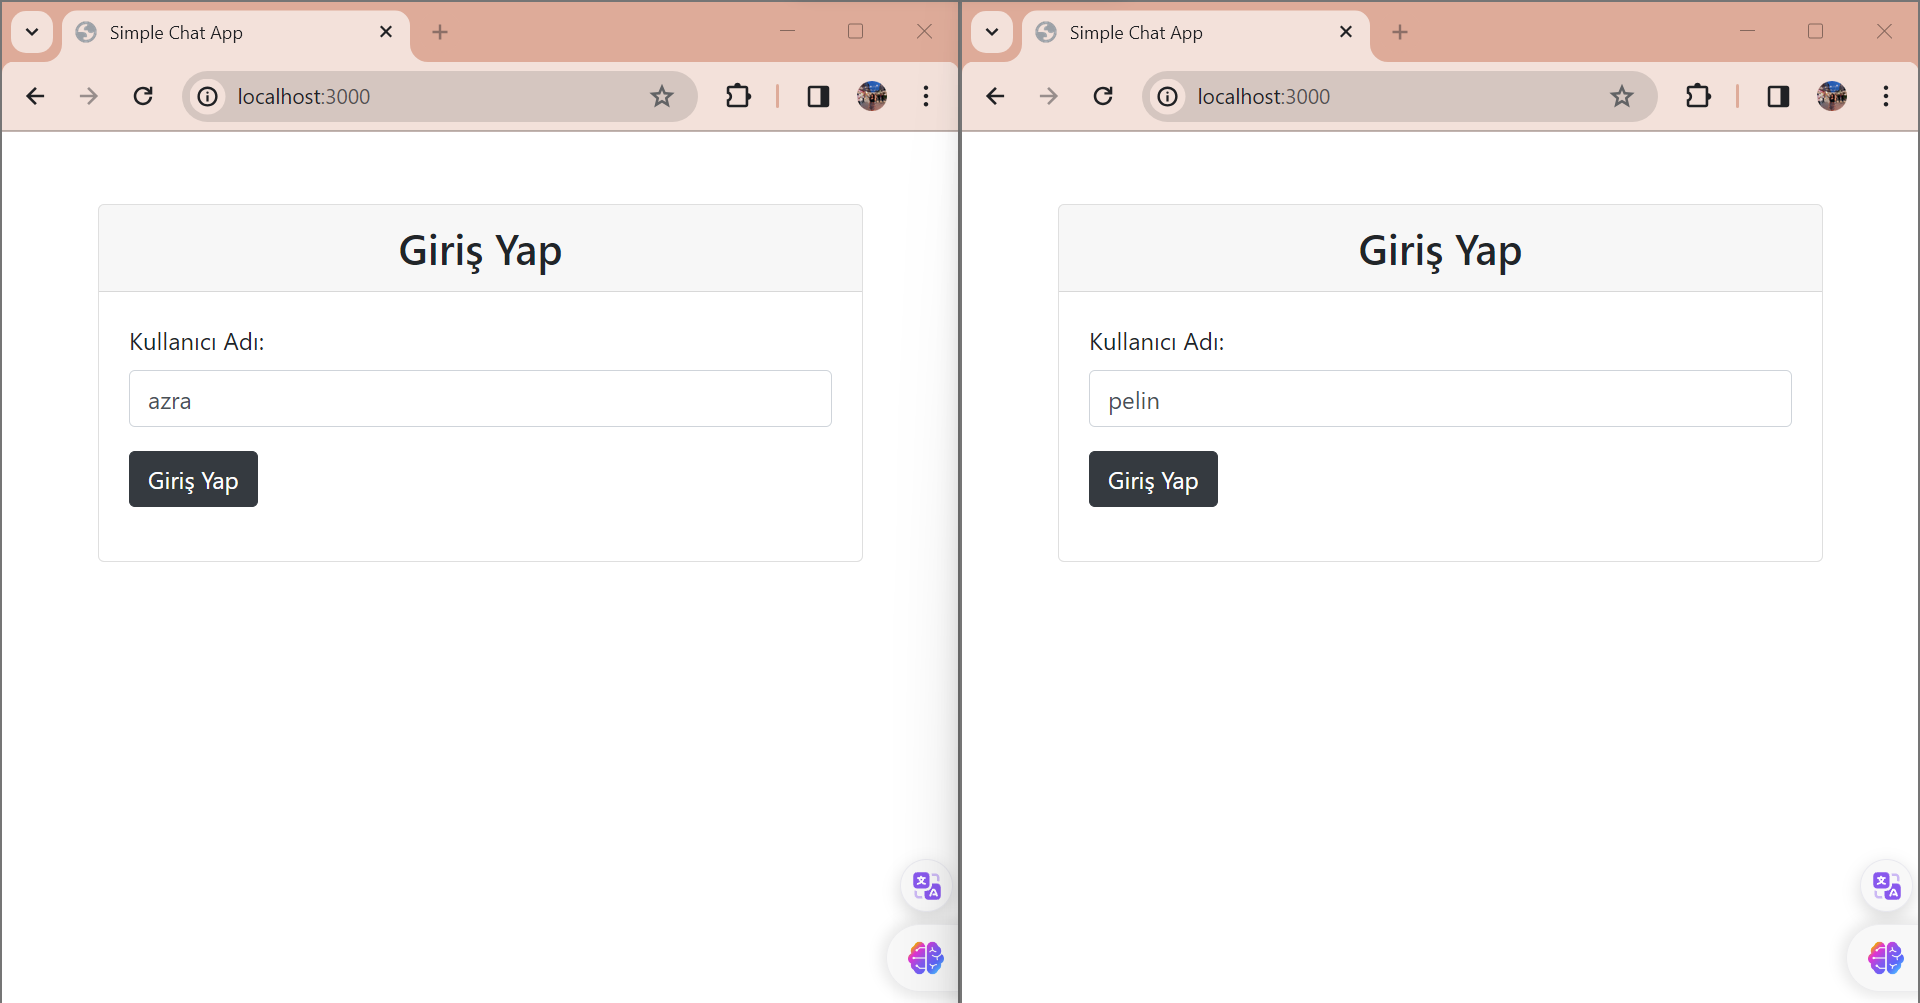 Simple Chat App
localhost:3000
Giriş Yap
Kullanıcı Adı:
azra
Giriş Yap
Simple Chat App
localhost:3000
Giriş Yap
Kullanıcı Adı:
pelin
Giriş Yap